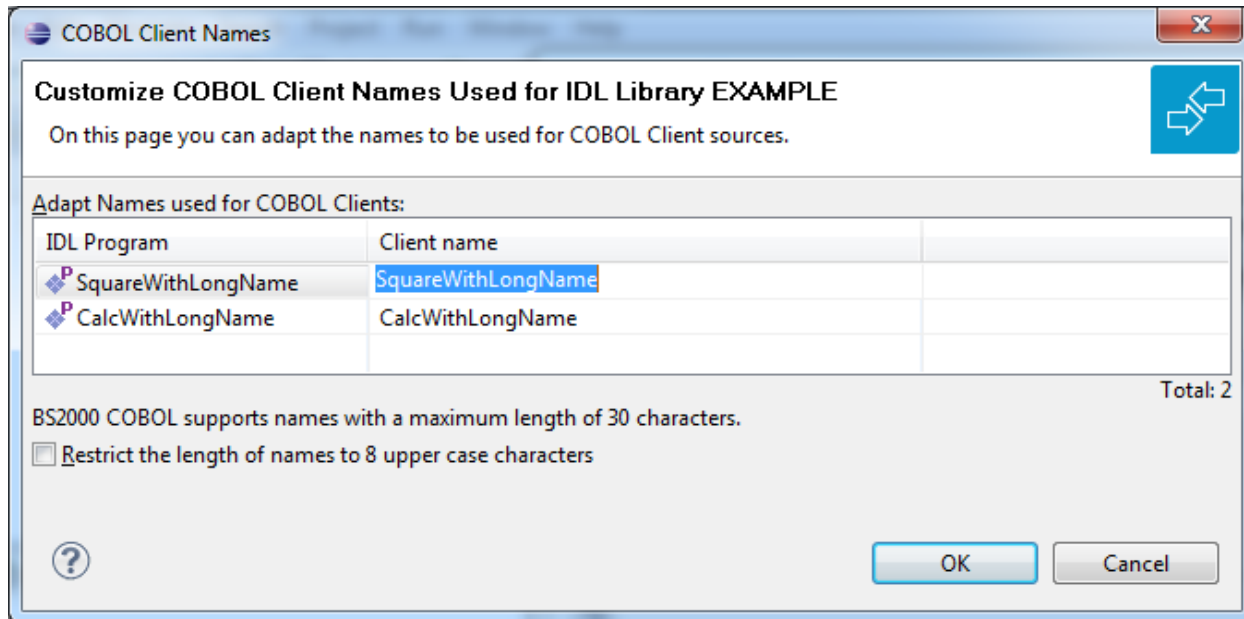 COBOL Client Names
Customize COBOL Client Names Used for IDL Library EXAMPLE
On this page you can adapt the names to be used for COBOL Client sources.
Adapt Names used for COBOL Clients:
IDL Program Client name
P SquareWithLongName SquareWithLongName
P CalcWithLongName CalcWithLongName
Total: 2
BS2000 COBOL supports names with a maximum length of 30 characters.
Restrict the length of names to 8 upper case characters
? OK Cancel